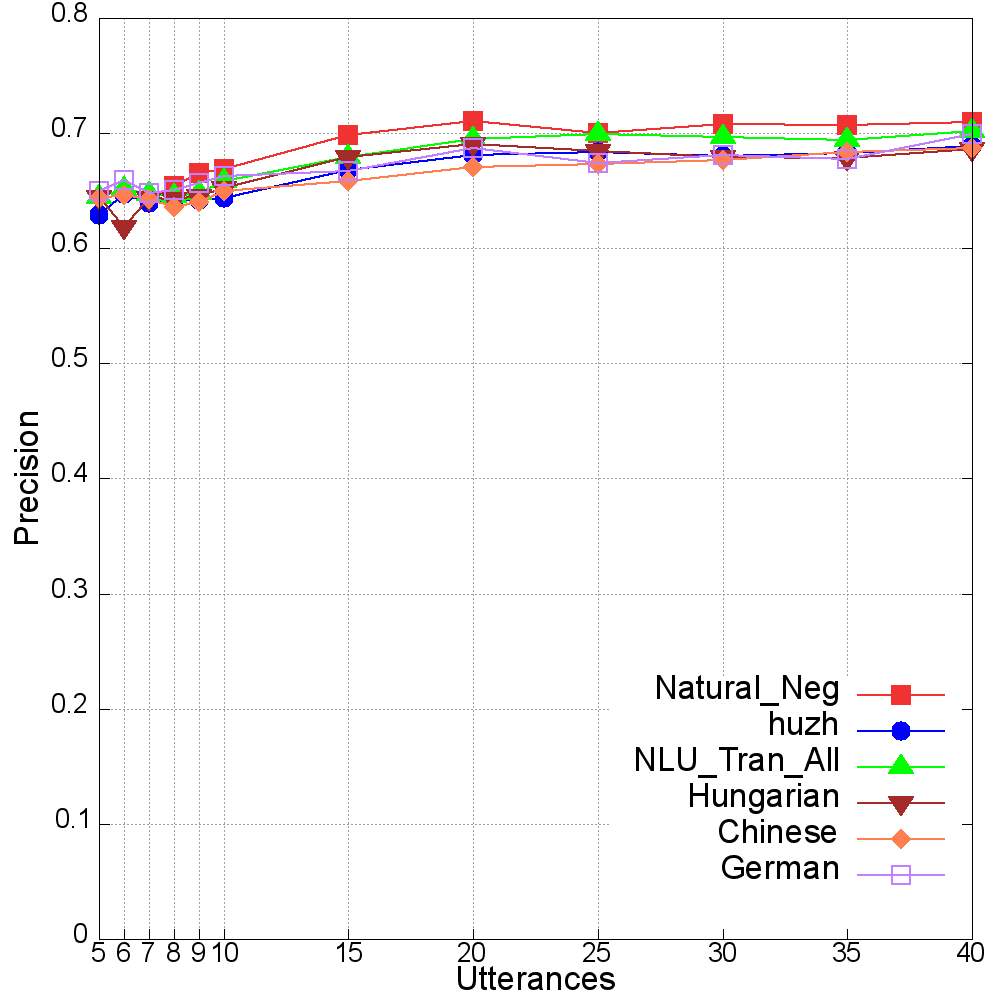 0.8
0.7
0.6
0.5
0.4
0.3
0.2
0.1
0
Precision
5 6 7 8 9 10 15 20 25 30 35 40
Utterances
Natural_Neg
huzh
NLU_Tran_All
Hungarian
Chinese
German